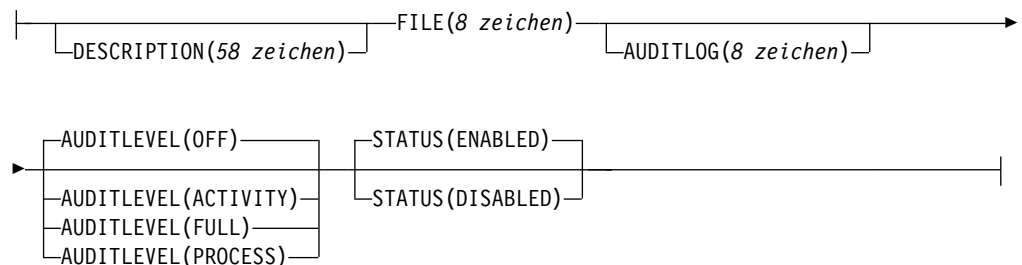 FILE(8 zeichen)
DESCRIPTION(58 zeichen)
AUDITLOG(8 zeichen)
AUDITLEVEL(OFF)
STATUS(ENABLED)
AUDITLEVEL(ACTIVITY)
STATUS(DISABLED)
AUDITLEVEL(FULL)
AUDITLEVEL(PROCESS)